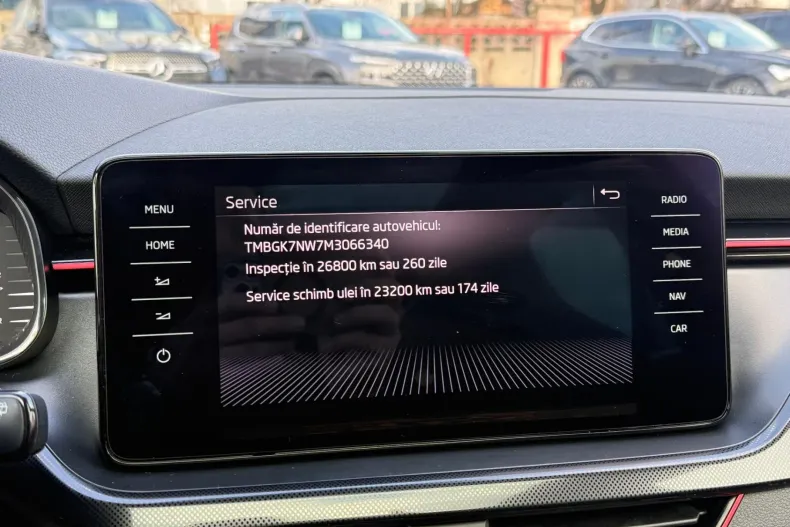 Service
Număr de identificare autovehicul:
TMBGK7NW7M3066340
Inspecție în 26800 km sau 260 zile
Service schimb ulei în 23200 km sau 174 zile
MENU
HOME
RADIO
MEDIA
PHONE
NAV
CAR